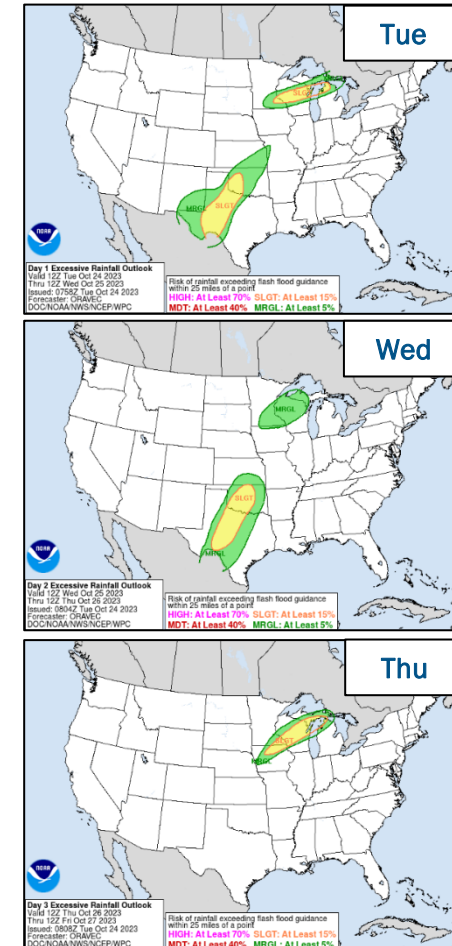 Tue
SLGT
MRGL
SLGT
NOAA
Day 1 Excessive Rainfall Outlook
Valid 12Z Tue Oct 24 2023
Thru 12Z Wed Oct 25 2023
Issued: 0758Z Tue Oct 24 2023
Forecaster: ORAVEC
DOC/NOAA/NWS/NCEP/WPC
Risk of rainfall exceeding flash flood guidance
within 25 miles of a point
HIGH: At Least 70% SLGT: At Least 15%
MDT: At Least 40% MRGL: At Least 5%
Wed
MRGL
SLGT
MRGL
NOAA
Day 2 Excessive Rainfall Outlook
Valid 12Z Wed Oct 25 2023
Thru 12Z Thu Oct 26 2023
Issued: 0804Z Tue Oct 24 2023
Forecaster: ORAVEC
DOC/NOAA/NWS/NCEP/WPC
Risk of rainfall exceeding flash flood guidance
within 25 miles of a point
HIGH: At Least 70% SLGT: At Least 15%
MDT: At Least 40% MRGL: At Least 5%
Thu
SLGT
MRGL
NOAA
Day 3 Excessive Rainfall Outlook
Valid 12Z Thu Oct 26 2023
Thru 12Z Fri Oct 27 2023
Issued: 0808Z Tue Oct 24 2023
Forecaster: ORAVEC
DOC/NOAA/NWS/NCEP/WPC
Risk of rainfall exceeding flash flood guidance
within 25 miles of a point
HIGH: At Least 70% SLGT: At Least 15%
MDT: At Least 40% MRGL: At Least 5%